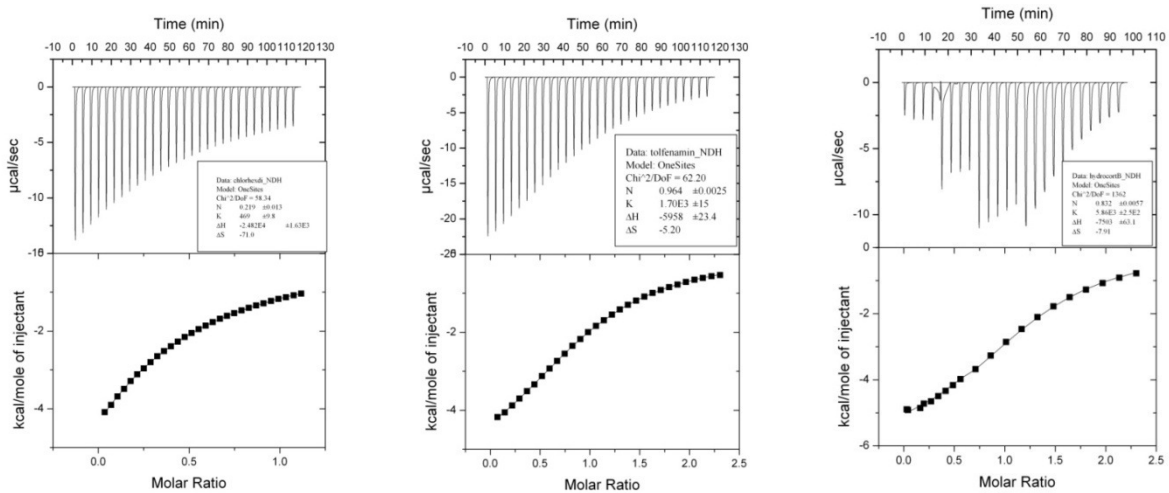 Time (min)
-10 0 10 20 30 40 50 60 70 80 90 100 110 120 130
0
-5
-10
µcal/sec
Data: chlorhexdi_NDH
Model: OneSites
Chi^2/DoF = 58.34
N 0.219 ±0.013
K 469 ±9.8
ΔH -2.482E4 ±1.63E3
ΔS -71.0
-2
-4
kcal/mole of injectant
0.0 0.5 1.0
Molar Ratio
Time (min)
-10 0 10 20 30 40 50 60 70 80 90 100 110 120 130
0
-5
-10
-15
-20
µcal/sec
Data: tolfenamin_NDH
Model: OneSites
Chi^2/DoF = 62.20
N 0.964 ±0.0025
K 1.70E3 ±15
ΔH -5958 ±23.4
ΔS -5.20
-2
-4
kcal/mole of injectant
0.0 0.5 1.0 1.5 2.0 2.5
Molar Ratio
Time (min)
-10 0 10 20 30 40 50 60 70 80 90 100 110
0
-5
-10
µcal/sec
Data: hydrocortB_NDH
Model: OneSites
Chi^2/DoF = 1362
N 0.832 ±0.0057
K 5.86E3 ±2.5E2
ΔH -7503 ±63.1
ΔS -7.91
0
-2
-4
-6
kcal/mole of injectant
0.0 0.5 1.0 1.5 2.0 2.5
Molar Ratio